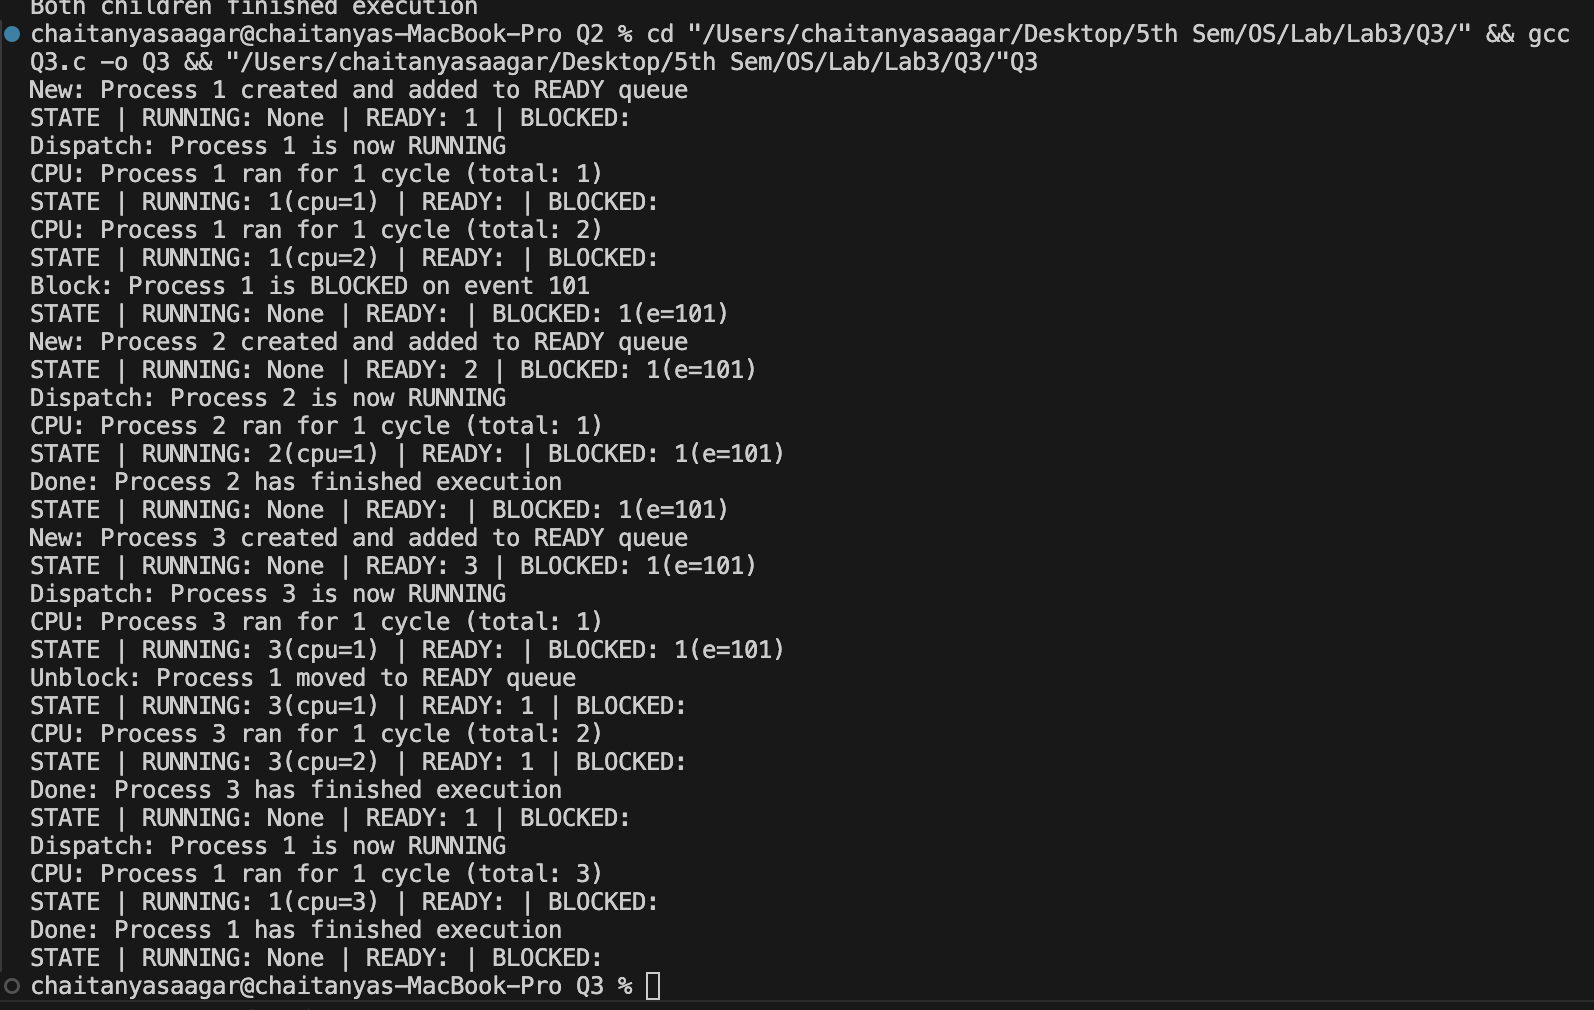 Both children finished execution
chaitanyasaagar@chaitanyas-MacBook-Pro Q2 % cd "/Users/chaitanyasaagar/Desktop/5th Sem/OS/Lab/Lab3/Q3/" && gcc
Q3.c -o Q3 && "/Users/chaitanyasaagar/Desktop/5th Sem/OS/Lab/Lab3/Q3/"Q3
New: Process 1 created and added to READY queue
STATE | RUNNING: None | READY: 1 | BLOCKED:
Dispatch: Process 1 is now RUNNING
CPU: Process 1 ran for 1 cycle (total: 1)
STATE | RUNNING: 1(cpu=1) | READY: | BLOCKED:
CPU: Process 1 ran for 1 cycle (total: 2)
STATE | RUNNING: 1(cpu=2) | READY: | BLOCKED:
Block: Process 1 is BLOCKED on event 101
STATE | RUNNING: None | READY: | BLOCKED: 1(e=101)
New: Process 2 created and added to READY queue
STATE | RUNNING: None | READY: 2 | BLOCKED: 1(e=101)
Dispatch: Process 2 is now RUNNING
CPU: Process 2 ran for 1 cycle (total: 1)
STATE | RUNNING: 2(cpu=1) | READY: | BLOCKED: 1(e=101)
Done: Process 2 has finished execution
STATE | RUNNING: None | READY: | BLOCKED: 1(e=101)
New: Process 3 created and added to READY queue
STATE | RUNNING: None | READY: 3 | BLOCKED: 1(e=101)
Dispatch: Process 3 is now RUNNING
CPU: Process 3 ran for 1 cycle (total: 1)
STATE | RUNNING: 3(cpu=1) | READY: | BLOCKED: 1(e=101)
Unblock: Process 1 moved to READY queue
STATE | RUNNING: 3(cpu=1) | READY: 1 | BLOCKED:
CPU: Process 3 ran for 1 cycle (total: 2)
STATE | RUNNING: 3(cpu=2) | READY: 1 | BLOCKED:
Done: Process 3 has finished execution
STATE | RUNNING: None | READY: 1 | BLOCKED:
Dispatch: Process 1 is now RUNNING
CPU: Process 1 ran for 1 cycle (total: 3)
STATE | RUNNING: 1(cpu=3) | READY: | BLOCKED:
Done: Process 1 has finished execution
STATE | RUNNING: None | READY: | BLOCKED:
chaitanyasaagar@chaitanyas-MacBook-Pro Q3 %